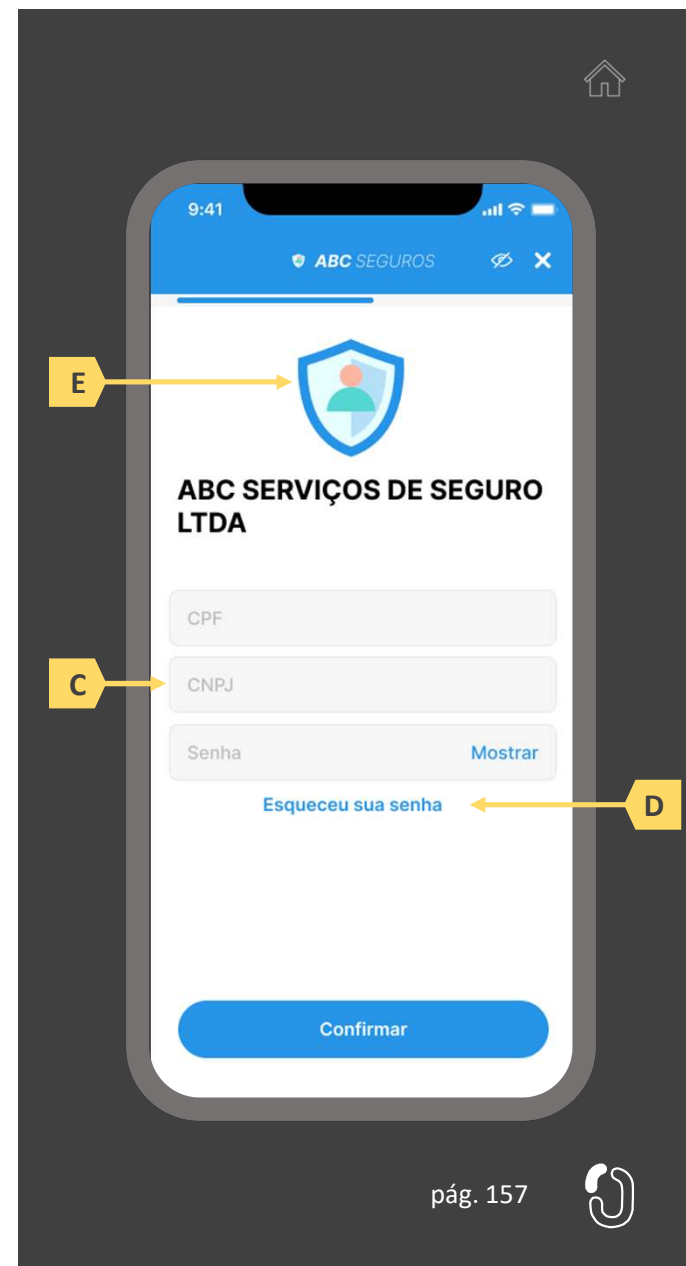 9:41
ABC SEGUROS
E
ABC SERVIÇOS DE SEGURO
LTDA
CPF
C
CNPJ
Senha
Mostrar
Esqueceu sua senha
D
Confirmar
pág. 157